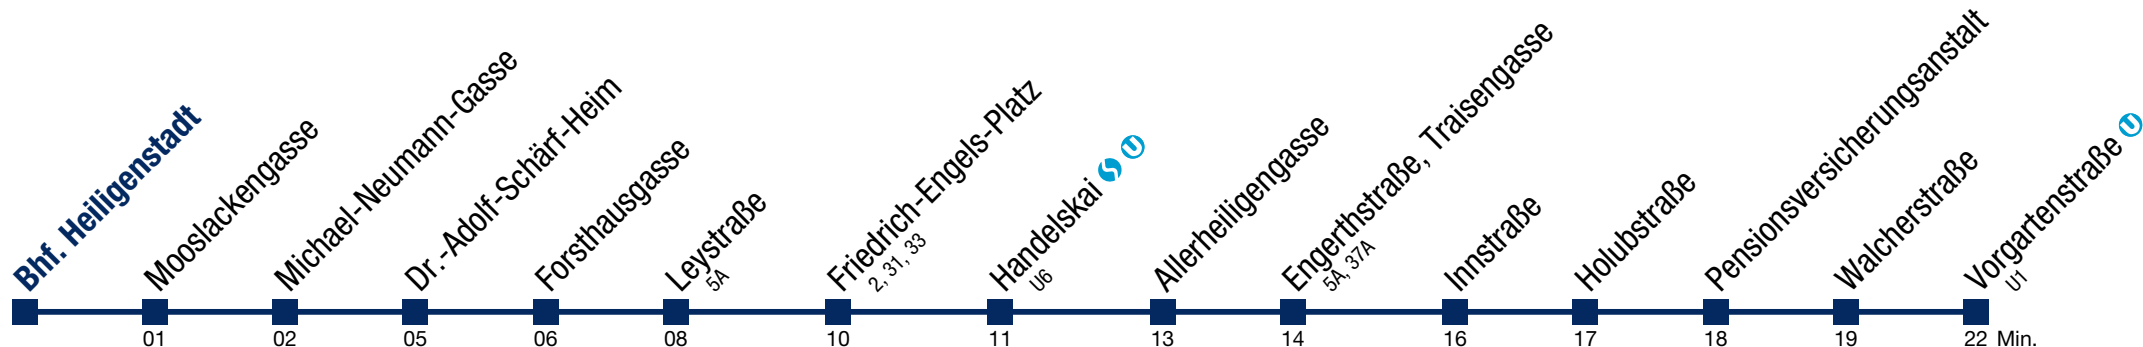 Bhf. Heiligenstadt
Mooslackengasse
Michael-Neumann-Gasse
Dr.-Adolf-Schärf-Heim
Forsthausgasse
Leystraße
5A
Friedrich-Engels-Platz
2, 31, 33
Handelskai S U
U6
Allerheiligengasse
Engerthstraße, Traisengasse
5A, 37A
Innstraße
Holubstraße
Pensionsversicherungsanstalt
Walcherstraße
Vorgartenstraße U
U1
01 02 05 06 08 10 11 13 14 16 17 18 19 22 Min.